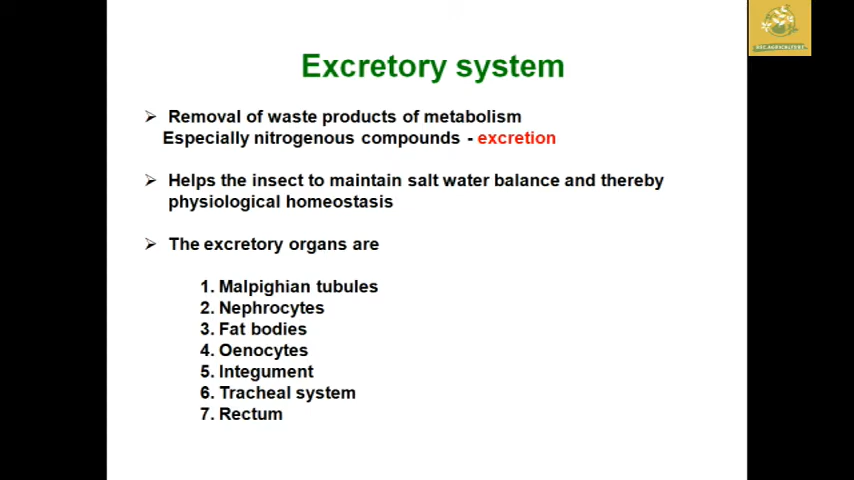 Excretory system
➢ Removal of waste products of metabolism
Especially nitrogenous compounds - excretion
➢ Helps the insect to maintain salt water balance and thereby
physiological homeostasis
➢ The excretory organs are
1. Malpighian tubules
2. Nephrocytes
3. Fat bodies
4. Oenocytes
5. Integument
6. Tracheal system
7. Rectum